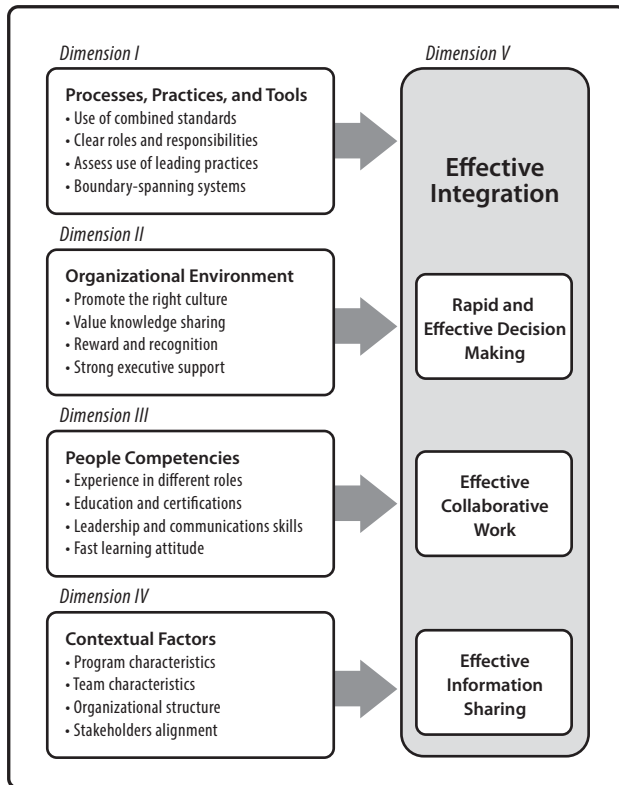 Dimension I
Processes, Practices, and Tools
• Use of combined standards
• Clear roles and responsibilities
• Assess use of leading practices
• Boundary-spanning systems
Dimension II
Organizational Environment
• Promote the right culture
• Value knowledge sharing
• Reward and recognition
• Strong executive support
Dimension III
People Competencies
• Experience in different roles
• Education and certifications
• Leadership and communications skills
• Fast learning attitude
Dimension IV
Contextual Factors
• Program characteristics
• Team characteristics
• Organizational structure
• Stakeholders alignment
Dimension V
Effective
Integration
Rapid and
Effective Decision
Making
Effective
Collaborative
Work
Effective
Information
Sharing